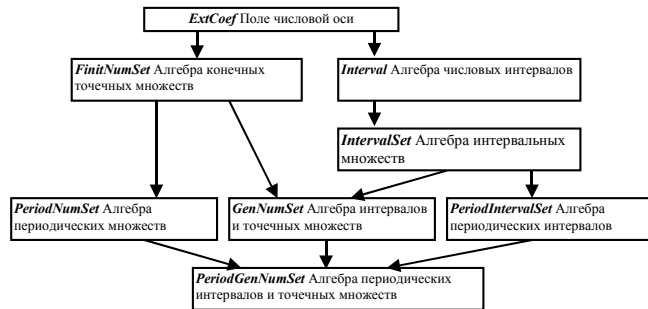 ExtCoef Поле числовой оси
FinitNumSet Алгебра конечных
точечных множеств
Interval Алгебра числовых интервалов
IntervalSet Алгебра интервальных
множеств
PeriodNumSet Алгебра
периодических множеств
GenNumSet Алгебра интервалов
и точечных множеств
PeriodIntervalSet Алгебра
периодических интервалов
PeriodGenNumSet Алгебра периодических
интервалов и точечных множеств